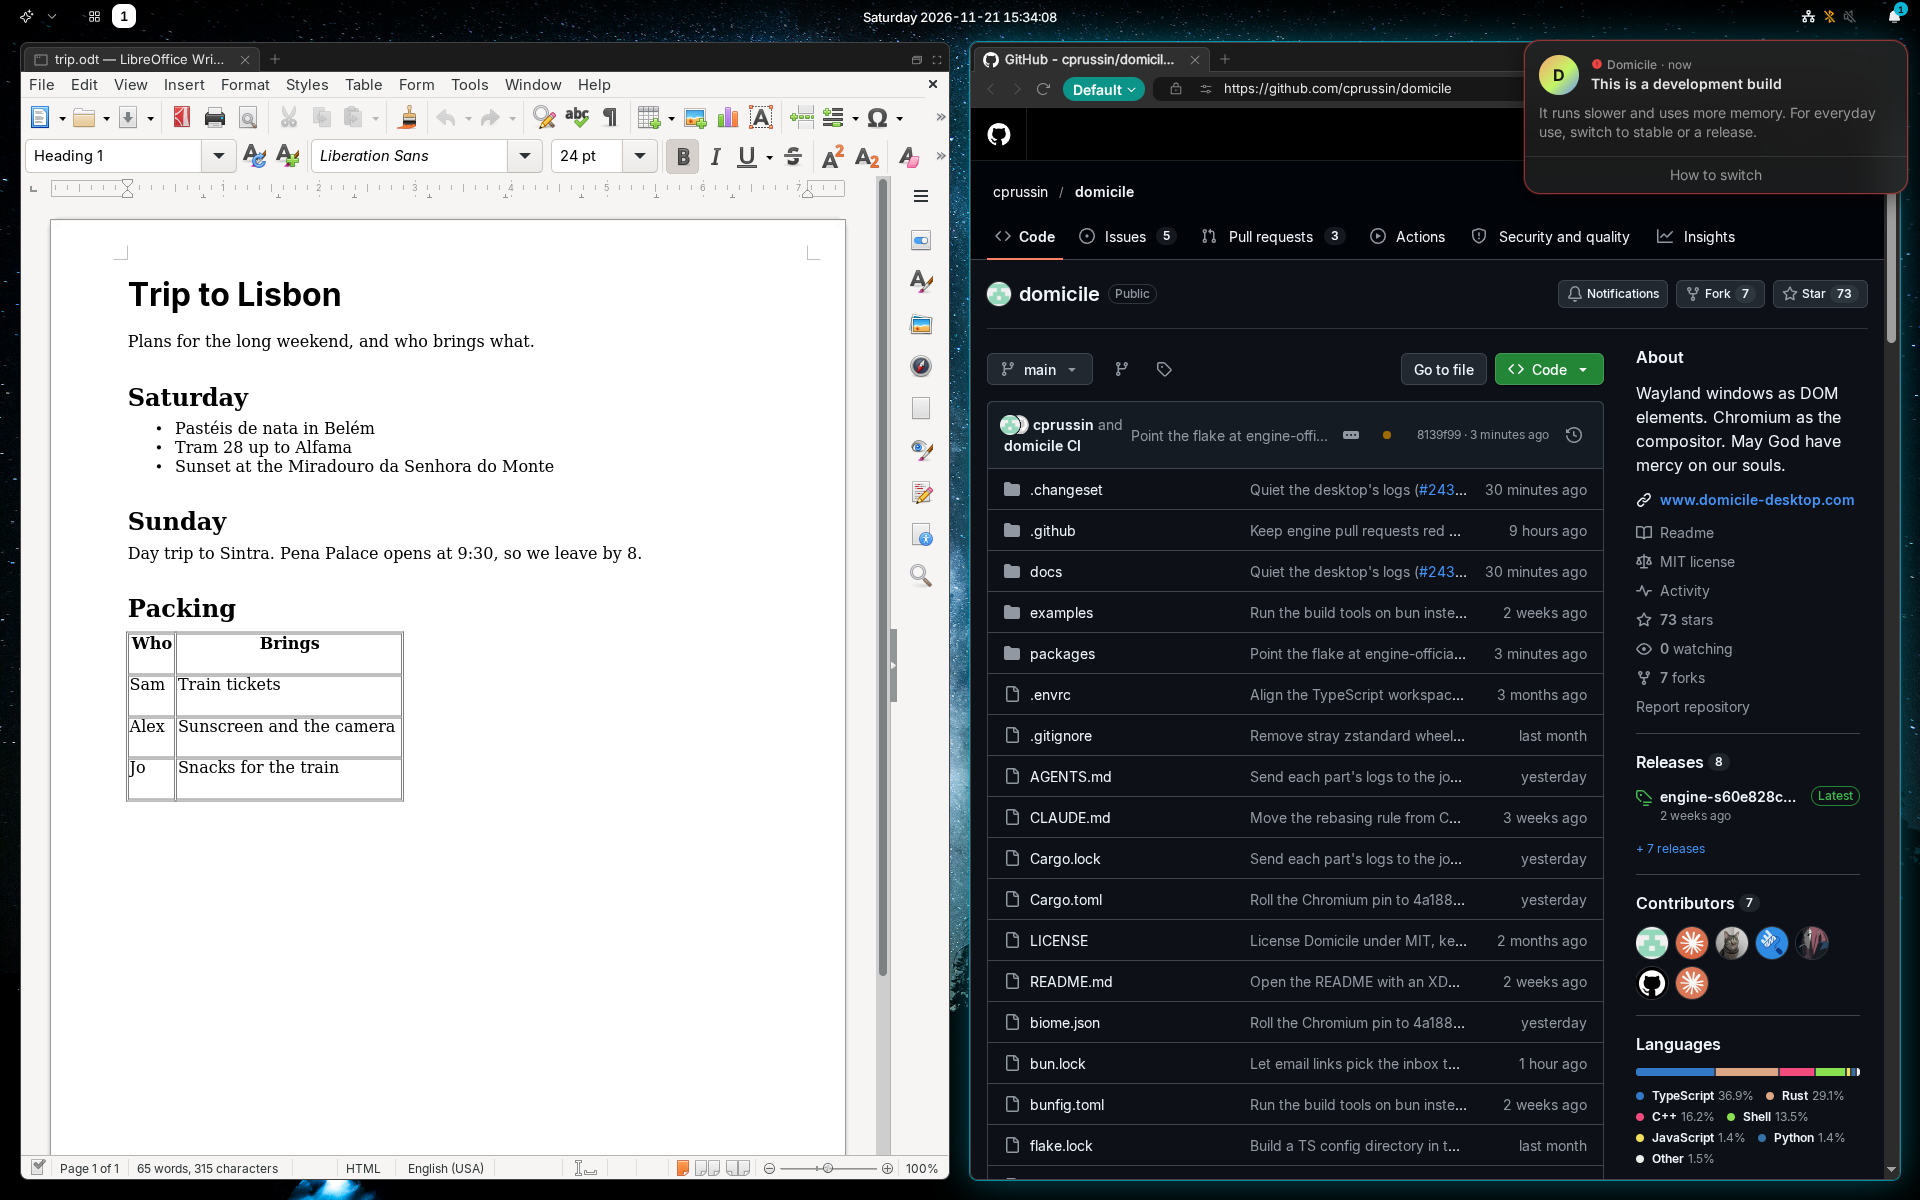 1
Saturday 2026-11-21 15:34:08
1
trip.odt — LibreOffice Wri...
File Edit View Insert Format Styles Table Form Tools Window Help
Heading 1
Liberation Sans
24 pt
1 2 3 4 5 6 7
Trip to Lisbon
Plans for the long weekend, and who brings what.
Saturday
• Pastéis de nata in Belém
• Tram 28 up to Alfama
• Sunset at the Miradouro da Senhora do Monte
Sunday
Day trip to Sintra. Pena Palace opens at 9:30, so we leave by 8.
Packing
Who Brings
Sam Train tickets
Alex Sunscreen and the camera
Jo Snacks for the train
Page 1 of 1 65 words, 315 characters HTML English (USA) 100%
GitHub - cprussin/domicil...
Default
https://github.com/cprussin/domicile
D
Domicile · now
This is a development build
It runs slower and uses more memory. For everyday
use, switch to stable or a release.
How to switch
cprussin / domicile
Code Issues 5 Pull requests 3 Actions Security and quality Insights
domicile Public
Notifications Fork 7 Star 73
main
Go to file
Code
cprussin and
domicile CI
Point the flake at engine-offi...
8139f99 · 3 minutes ago
.changeset Quiet the desktop's logs (#243... 30 minutes ago
.github Keep engine pull requests red ... 9 hours ago
docs Quiet the desktop's logs (#243... 30 minutes ago
examples Run the build tools on bun inste... 2 weeks ago
packages Point the flake at engine-officia... 3 minutes ago
.envrc Align the TypeScript workspac... 3 months ago
.gitignore Remove stray zstandard wheel... last month
AGENTS.md Send each part's logs to the jo... yesterday
CLAUDE.md Move the rebasing rule from C... 3 weeks ago
Cargo.lock Send each part's logs to the jo... yesterday
Cargo.toml Roll the Chromium pin to 4a188... yesterday
LICENSE License Domicile under MIT, ke... 2 months ago
README.md Open the README with an XD... 2 weeks ago
biome.json Roll the Chromium pin to 4a188... yesterday
bun.lock Let email links pick the inbox t... 1 hour ago
bunfig.toml Run the build tools on bun inste... 2 weeks ago
flake.lock Build a TS config directory in t... last month
About
Wayland windows as DOM
elements. Chromium as the
compositor. May God have
mercy on our souls.
www.domicile-desktop.com
Readme
MIT license
Activity
73 stars
0 watching
7 forks
Report repository
Releases 8
engine-s60e828c... Latest
2 weeks ago
+ 7 releases
Contributors 7
Languages
TypeScript 36.9% Rust 29.1%
C++ 16.2% Shell 13.5%
JavaScript 1.4% Python 1.4%
Other 1.5%